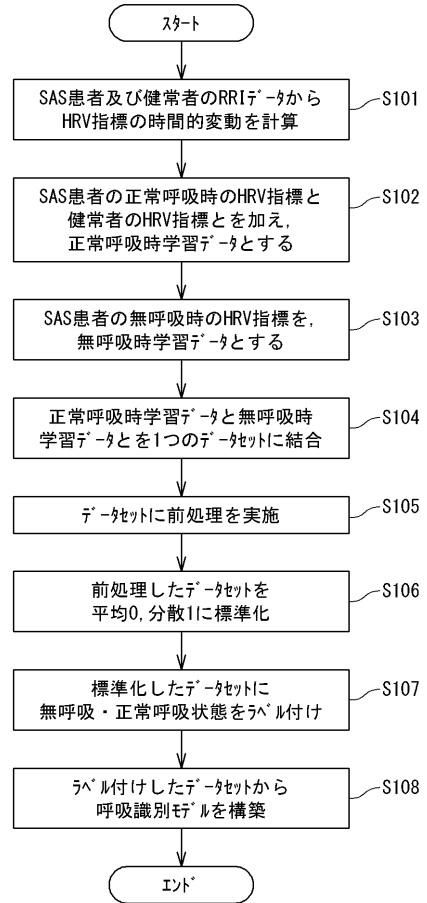 スタート
SAS患者及び健常者のRRIデータから
HRV指標の時間的変動を計算
S101
SAS患者の正常呼吸時のHRV指標と
健常者のHRV指標とを加え,
正常呼吸時学習データとする
S102
SAS患者の無呼吸時のHRV指標を,
無呼吸時学習データとする
S103
正常呼吸時学習データと無呼吸時
学習データとを1つのデータセットに結合
S104
データセットに前処理を実施
S105
前処理したデータセットを
平均0,分散1に標準化
S106
標準化したデータセットに
無呼吸・正常呼吸状態をラベル付け
S107
ラベル付けしたデータセットから
呼吸識別モデルを構築
S108
エンド